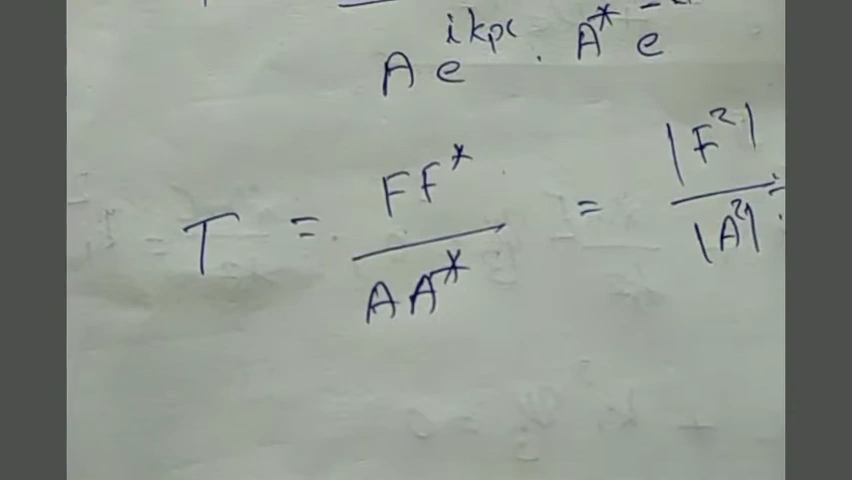 A e^{ikx} . A* e^-
T = FF* / AA* = |F²| / |A²| =